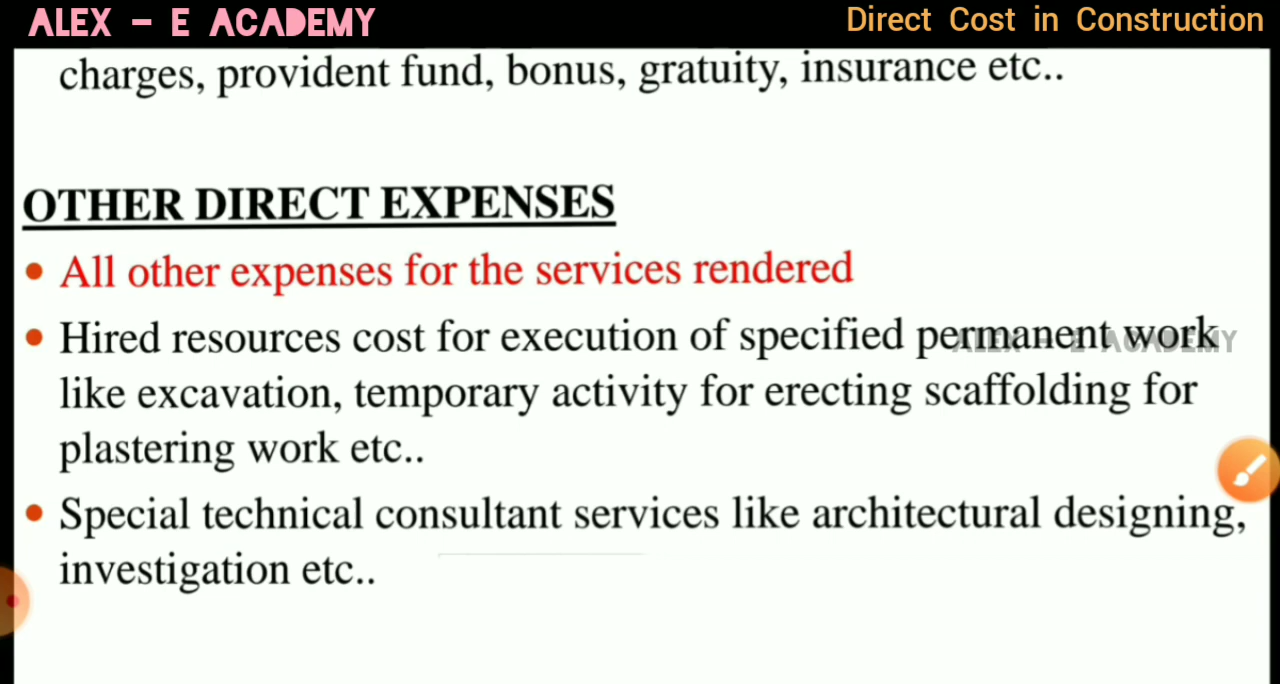 ALEX - E ACADEMY
Direct Cost in Construction
charges, provident fund, bonus, gratuity, insurance etc..
OTHER DIRECT EXPENSES
• All other expenses for the services rendered
• Hired resources cost for execution of specified permanent work
ALEX - E ACADEMY
like excavation, temporary activity for erecting scaffolding for
plastering work etc..
• Special technical consultant services like architectural designing,
investigation etc..